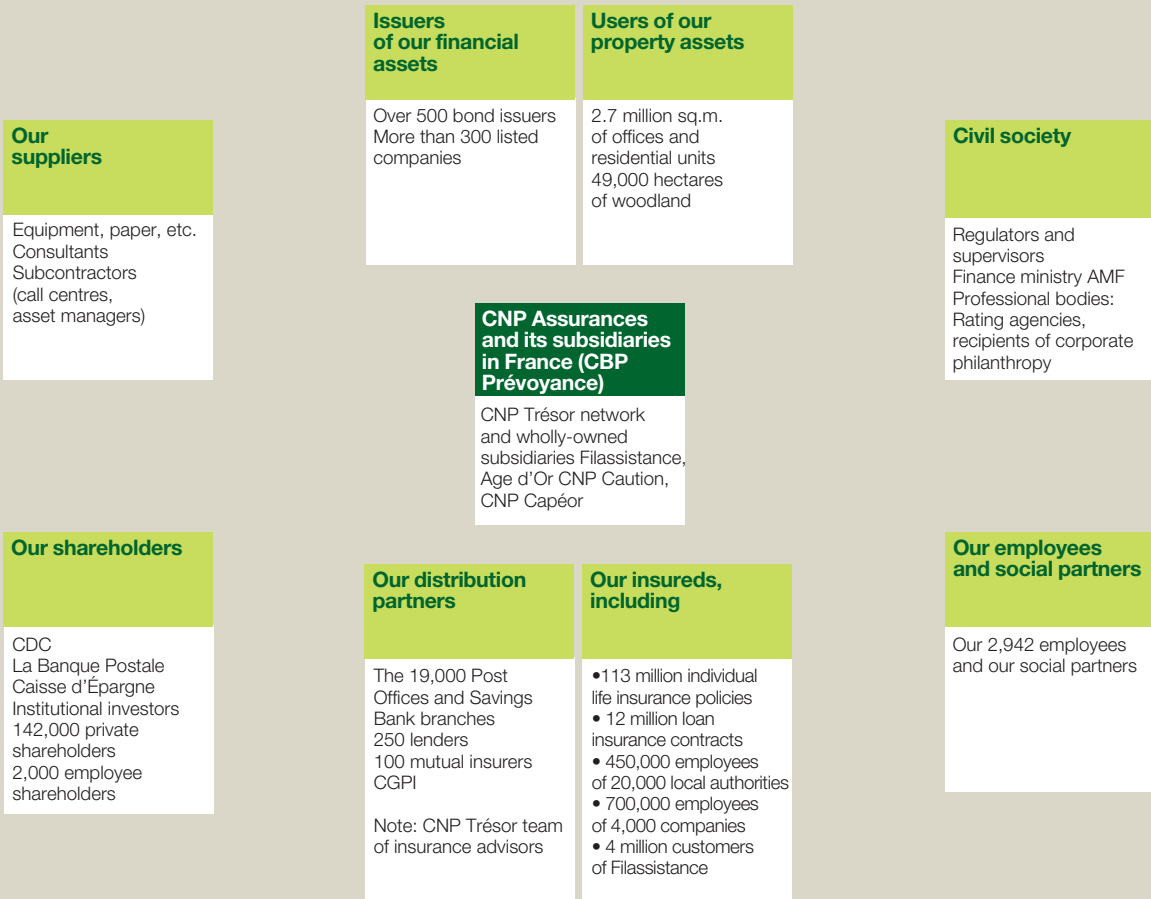 Issuers
of our financial
assets
Over 500 bond issuers
More than 300 listed
companies
Users of our
property assets
2.7 million sq.m.
of offices and
residential units
49,000 hectares
of woodland
Our
suppliers
Equipment, paper, etc.
Consultants
Subcontractors
(call centres,
asset managers)
Civil society
Regulators and
supervisors
Finance ministry AMF
Professional bodies:
Rating agencies,
recipients of corporate
philanthropy
CNP Assurances
and its subsidiaries
in France (CBP
Prévoyance)
CNP Trésor network
and wholly-owned
subsidiaries Filassistance,
Age d’Or CNP Caution,
CNP Capéor
Our shareholders
CDC
La Banque Postale
Caisse d’Épargne
Institutional investors
142,000 private
shareholders
2,000 employee
shareholders
Our distribution
partners
The 19,000 Post
Offices and Savings
Bank branches
250 lenders
100 mutual insurers
CGPI
Note: CNP Trésor team
of insurance advisors
Our insureds,
including
•113 million individual
life insurance policies
• 12 million loan
insurance contracts
• 450,000 employees
of 20,000 local authorities
• 700,000 employees
of 4,000 companies
• 4 million customers
of Filassistance
Our employees
and social partners
Our 2,942 employees
and our social partners